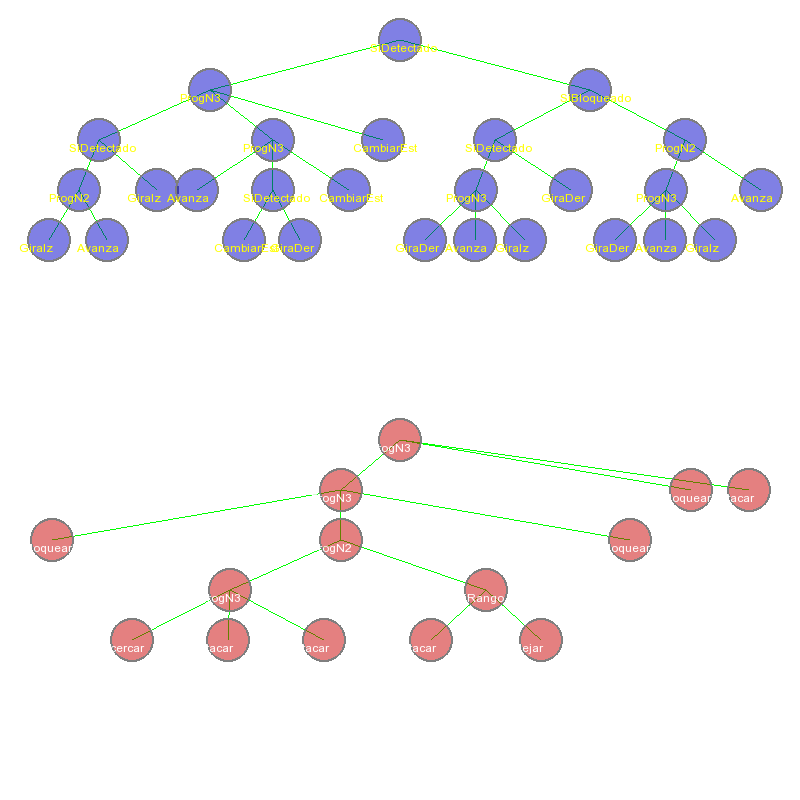 SiDetectado
ProgN3 SiBloqueado
SiDetectado ProgN3 CambiarEst SiDetectado ProgN2
ProgN2 GiraIz Avanza SiDetectado CambiarEst ProgN3 GiraDer ProgN3 Avanza
GiraIz Avanza CambiarEst GiraDer GiraDer Avanza GiraIz GiraDer Avanza GiraIz
rogN3
rogN3 loquear tacar
loquear rogN2 loquear
rogN3 iRango
cercar tacar tacar tacar lejar